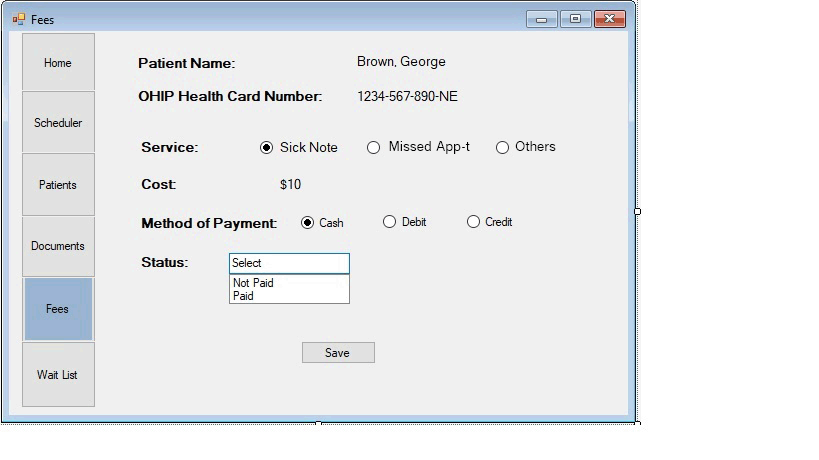 Fees
Home
Scheduler
Patients
Documents
Fees
Wait List
Patient Name: Brown, George
OHIP Health Card Number: 1234-567-890-NE
Service: Sick Note Missed App-t Others
Cost: $10
Method of Payment: Cash Debit Credit
Status: Select
Not Paid
Paid
Save